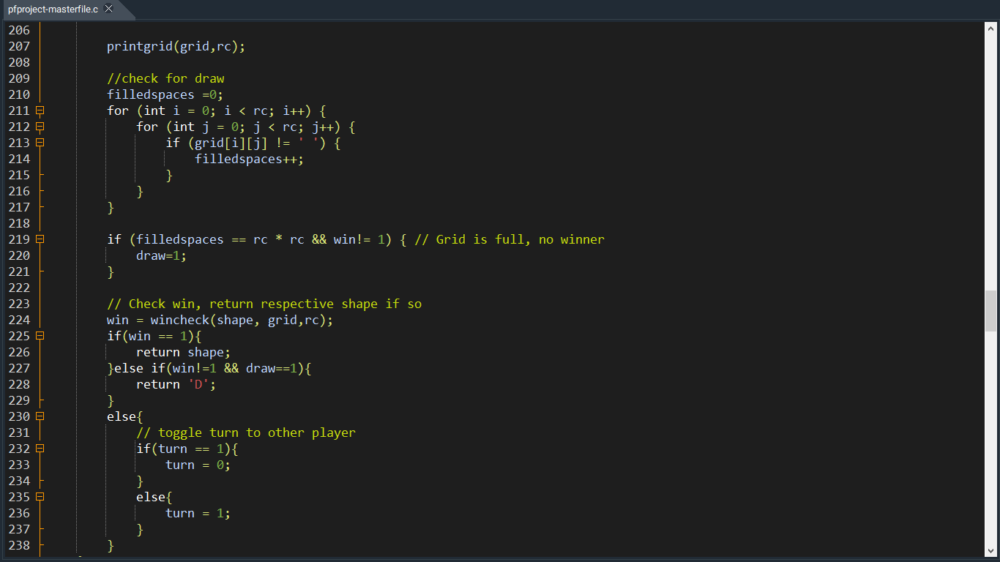 pfproject-masterfile.c
206
207 printgrid(grid,rc);
208
209 //check for draw
210 filledspaces =0;
211 for (int i = 0; i < rc; i++) {
212 for (int j = 0; j < rc; j++) {
213 if (grid[i][j] != ' ') {
214 filledspaces++;
215 }
216 }
217 }
218
219 if (filledspaces == rc * rc && win!= 1) { // Grid is full, no winner
220 draw=1;
221 }
222
223 // Check win, return respective shape if so
224 win = wincheck(shape, grid,rc);
225 if(win == 1){
226 return shape;
227 }else if(win!=1 && draw==1){
228 return 'D';
229 }
230 else{
231 // toggle turn to other player
232 if(turn == 1){
233 turn = 0;
234 }
235 else{
236 turn = 1;
237 }
238 }